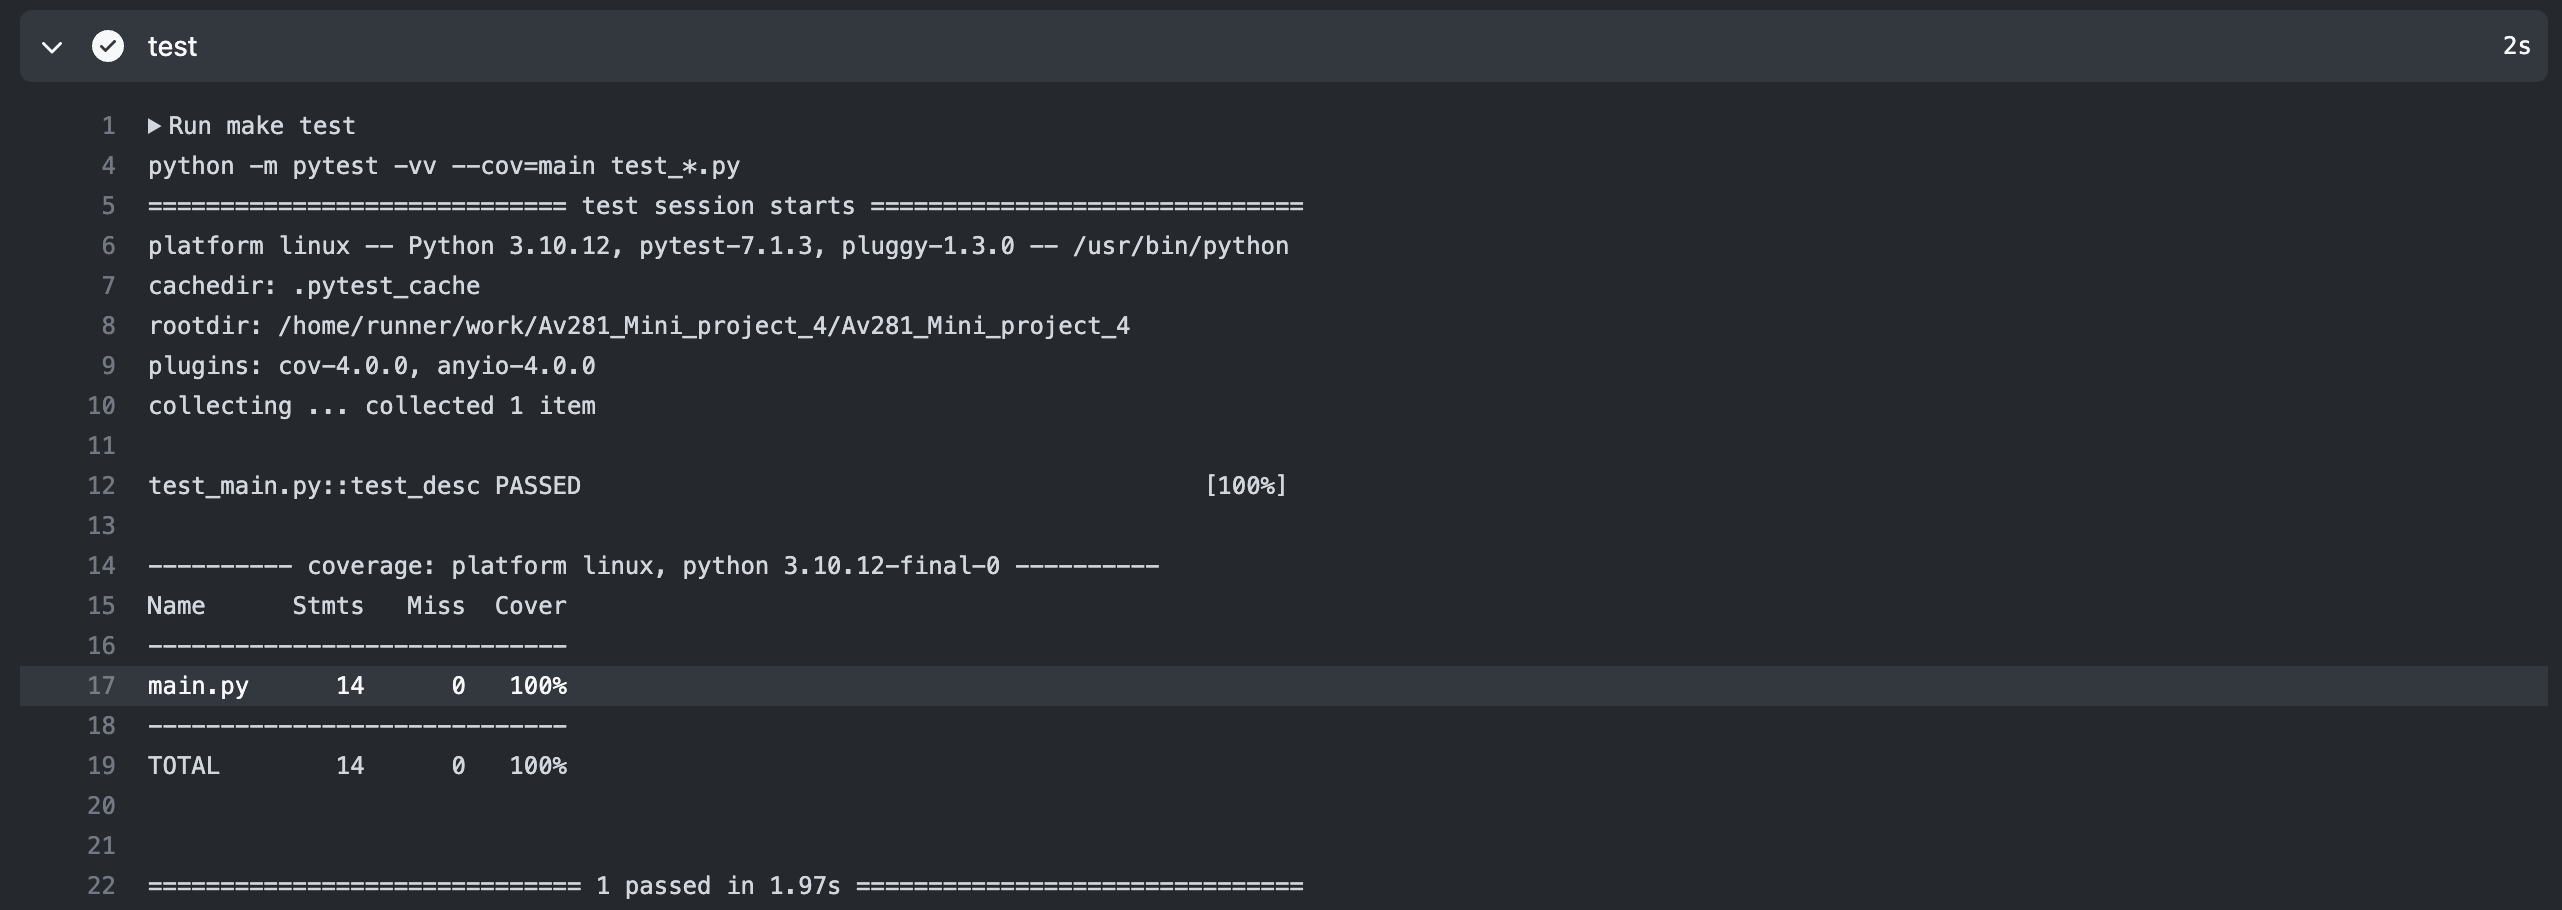 test 2s
1 Run make test
4 python -m pytest -vv --cov=main test_*.py
5 ============================= test session starts ==============================
6 platform linux -- Python 3.10.12, pytest-7.1.3, pluggy-1.3.0 -- /usr/bin/python
7 cachedir: .pytest_cache
8 rootdir: /home/runner/work/Av281_Mini_project_4/Av281_Mini_project_4
9 plugins: cov-4.0.0, anyio-4.0.0
10 collecting ... collected 1 item
11
12 test_main.py::test_desc PASSED                                           [100%]
13
14 ---------- coverage: platform linux, python 3.10.12-final-0 ----------
15 Name      Stmts   Miss  Cover
16 -----------------------------
17 main.py      14      0   100%
18 -----------------------------
19 TOTAL        14      0   100%
20
21
22 ============================== 1 passed in 1.97s ===============================